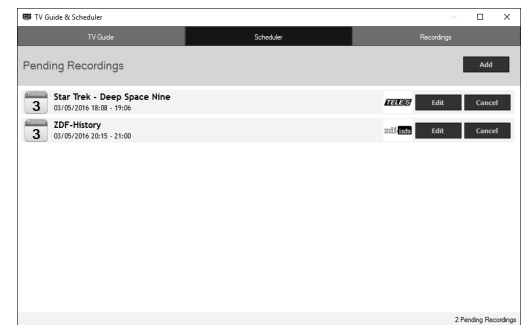 TV Guide & Scheduler
TV Guide
Scheduler
Recordings
Pending Recordings
Add
Tuesday
3
Star Trek - Deep Space Nine
03/05/2016 18:08 - 19:06
TELE 5
Edit
Cancel
Tuesday
3
ZDF-History
03/05/2016 20:15 - 21:00
zdf info
Edit
Cancel
2 Pending Recordings